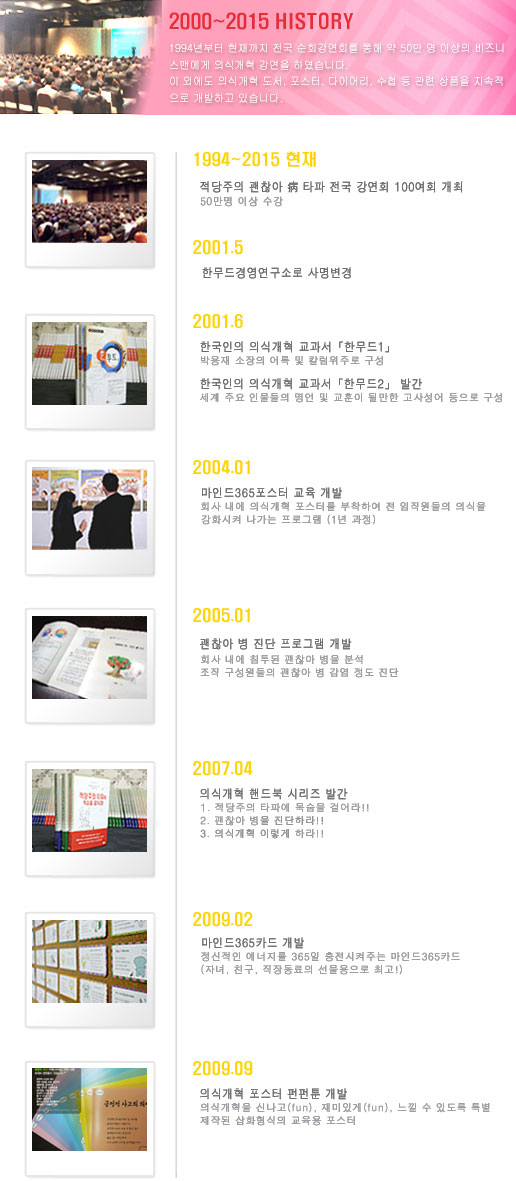 2000~2015 HISTORY
1994년부터 현재까지 전국 순회강연회를 통해 약 50만 명 이상의 비즈니
스맨에게 의식개혁 강연을 하였습니다.
이 외에도 의식개혁 도서, 포스터, 다이어리, 수첩 등 관련 상품을 지속적
으로 개발하고 있습니다.
1994~2015 현재
적당주의 괜찮아 病 타파 전국 강연회 100여회 개최
50만명 이상 수강
2001.5
한무드경영연구소로 사명변경
2001.6
한국인의 의식개혁 교과서 「한무드1」
박용재 소장의 어록 및 칼럼위주로 구성
한국인의 의식개혁 교과서 「한무드2」 발간
세계 주요 인물들의 명언 및 교훈이 될만한 고사성어 등으로 구성
2004.01
마인드365포스터 교육 개발
회사 내에 의식개혁 포스터를 부착하여 전 임직원들의 의식을
강화시켜 나가는 프로그램 (1년 과정)
2005.01
괜찮아 병 진단 프로그램 개발
회사 내에 침투된 괜찮아 병을 분석
조작 구성원들의 괜찮아 병 감염 정도 진단
2007.04
의식개혁 핸드북 시리즈 발간
1. 적당주의 타파에 목숨을 걸어라!!
2. 괜찮아 병을 진단하라!!
3. 의식개혁 이렇게 하라!!
2009.02
마인드365카드 개발
정신적인 에너지를 365일 충전시켜주는 마인드365카드
(자녀, 친구, 직장동료의 선물용으로 최고!)
2009.09
긍정적 사고의
의식개혁 포스터 펀펀툰 개발
의식개혁을 신나고(fun), 재미있게(fun), 느낄 수 있도록 특별
제작된 삽화형식의 교육용 포스터